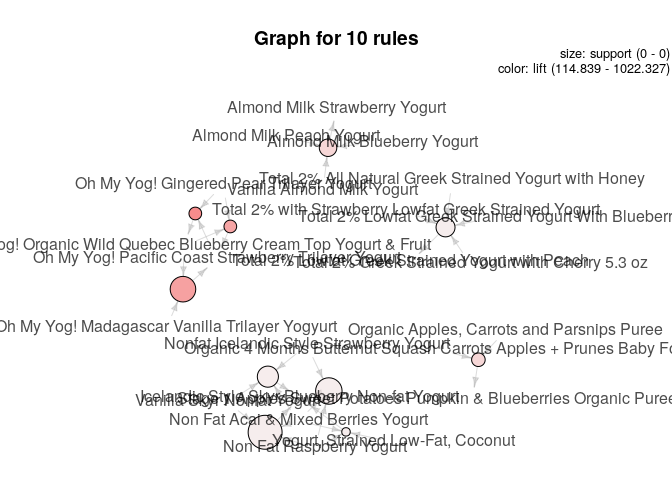 Graph for 10 rules
size: support (0 - 0)
color: lift (114.839 - 1022.327)
Almond Milk Strawberry Yogurt
Almond Milk Peach Yogurt
Almond Milk Blueberry Yogurt
Total 2% All Natural Greek Strained Yogurt with Honey
Oh My Yog! Gingered Pear Trilayer Yogurt
Vanilla Almond Milk Yogurt
Total 2% with Strawberry Lowfat Greek Strained Yogurt
Total 2% Lowfat Greek Strained Yogurt With Blueberr
og! Organic Wild Quebec Blueberry Cream Top Yogurt & Fruit
Oh My Yog! Pacific Coast Strawberry Trilayer Yogurt
Total 2% Lowfat Greek Strained Yogurt with Peach
Total 2% Greek Strained Yogurt with Cherry 5.3 oz
Oh My Yog! Madagascar Vanilla Trilayer Yogyurt
Organic Apples, Carrots and Parsnips Puree
Nonfat Icelandic Style Strawberry Yogurt
Organic 4 Months Butternut Squash Carrots Apples + Prunes Baby Fo
Icelandic Style Skyr Blueberry Non-fat Yogurt
Potatoes Pumpkin & Blueberries Organic Puree
Vanilla Skyr Nonfat Yogurt
Non Fat Acai & Mixed Berries Yogurt
Yogurt, Strained Low-Fat, Coconut
Non Fat Raspberry Yogurt